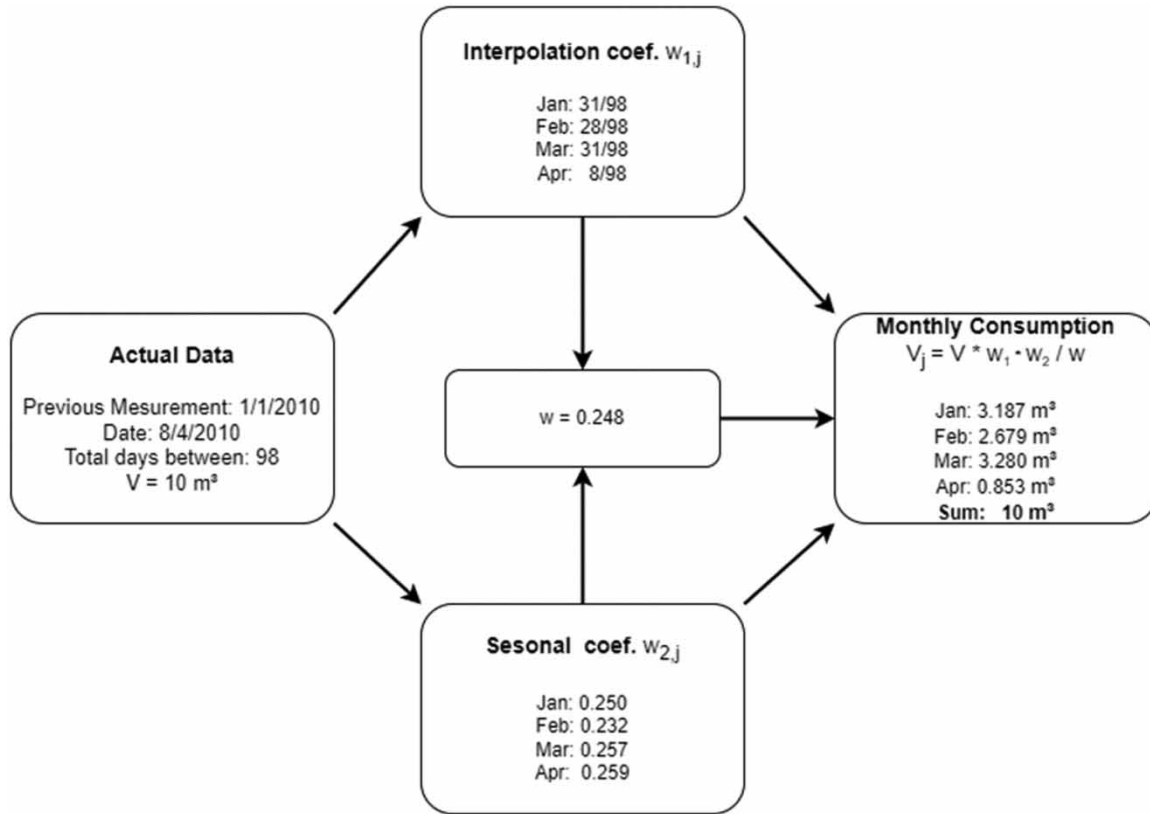 Interpolation coef. w₁,ⱼ
Jan: 31/98
Feb: 28/98
Mar: 31/98
Apr: 8/98
Actual Data
Previous Mesurement: 1/1/2010
Date: 8/4/2010
Total days between: 98
V = 10 m³
w = 0.248
Monthly Consumption
Vⱼ = V * w₁ · w₂ / w
Jan: 3.187 m³
Feb: 2.679 m³
Mar: 3.280 m³
Apr: 0.853 m³
Sum: 10 m³
Sesonal coef. w₂,ⱼ
Jan: 0.250
Feb: 0.232
Mar: 0.257
Apr: 0.259